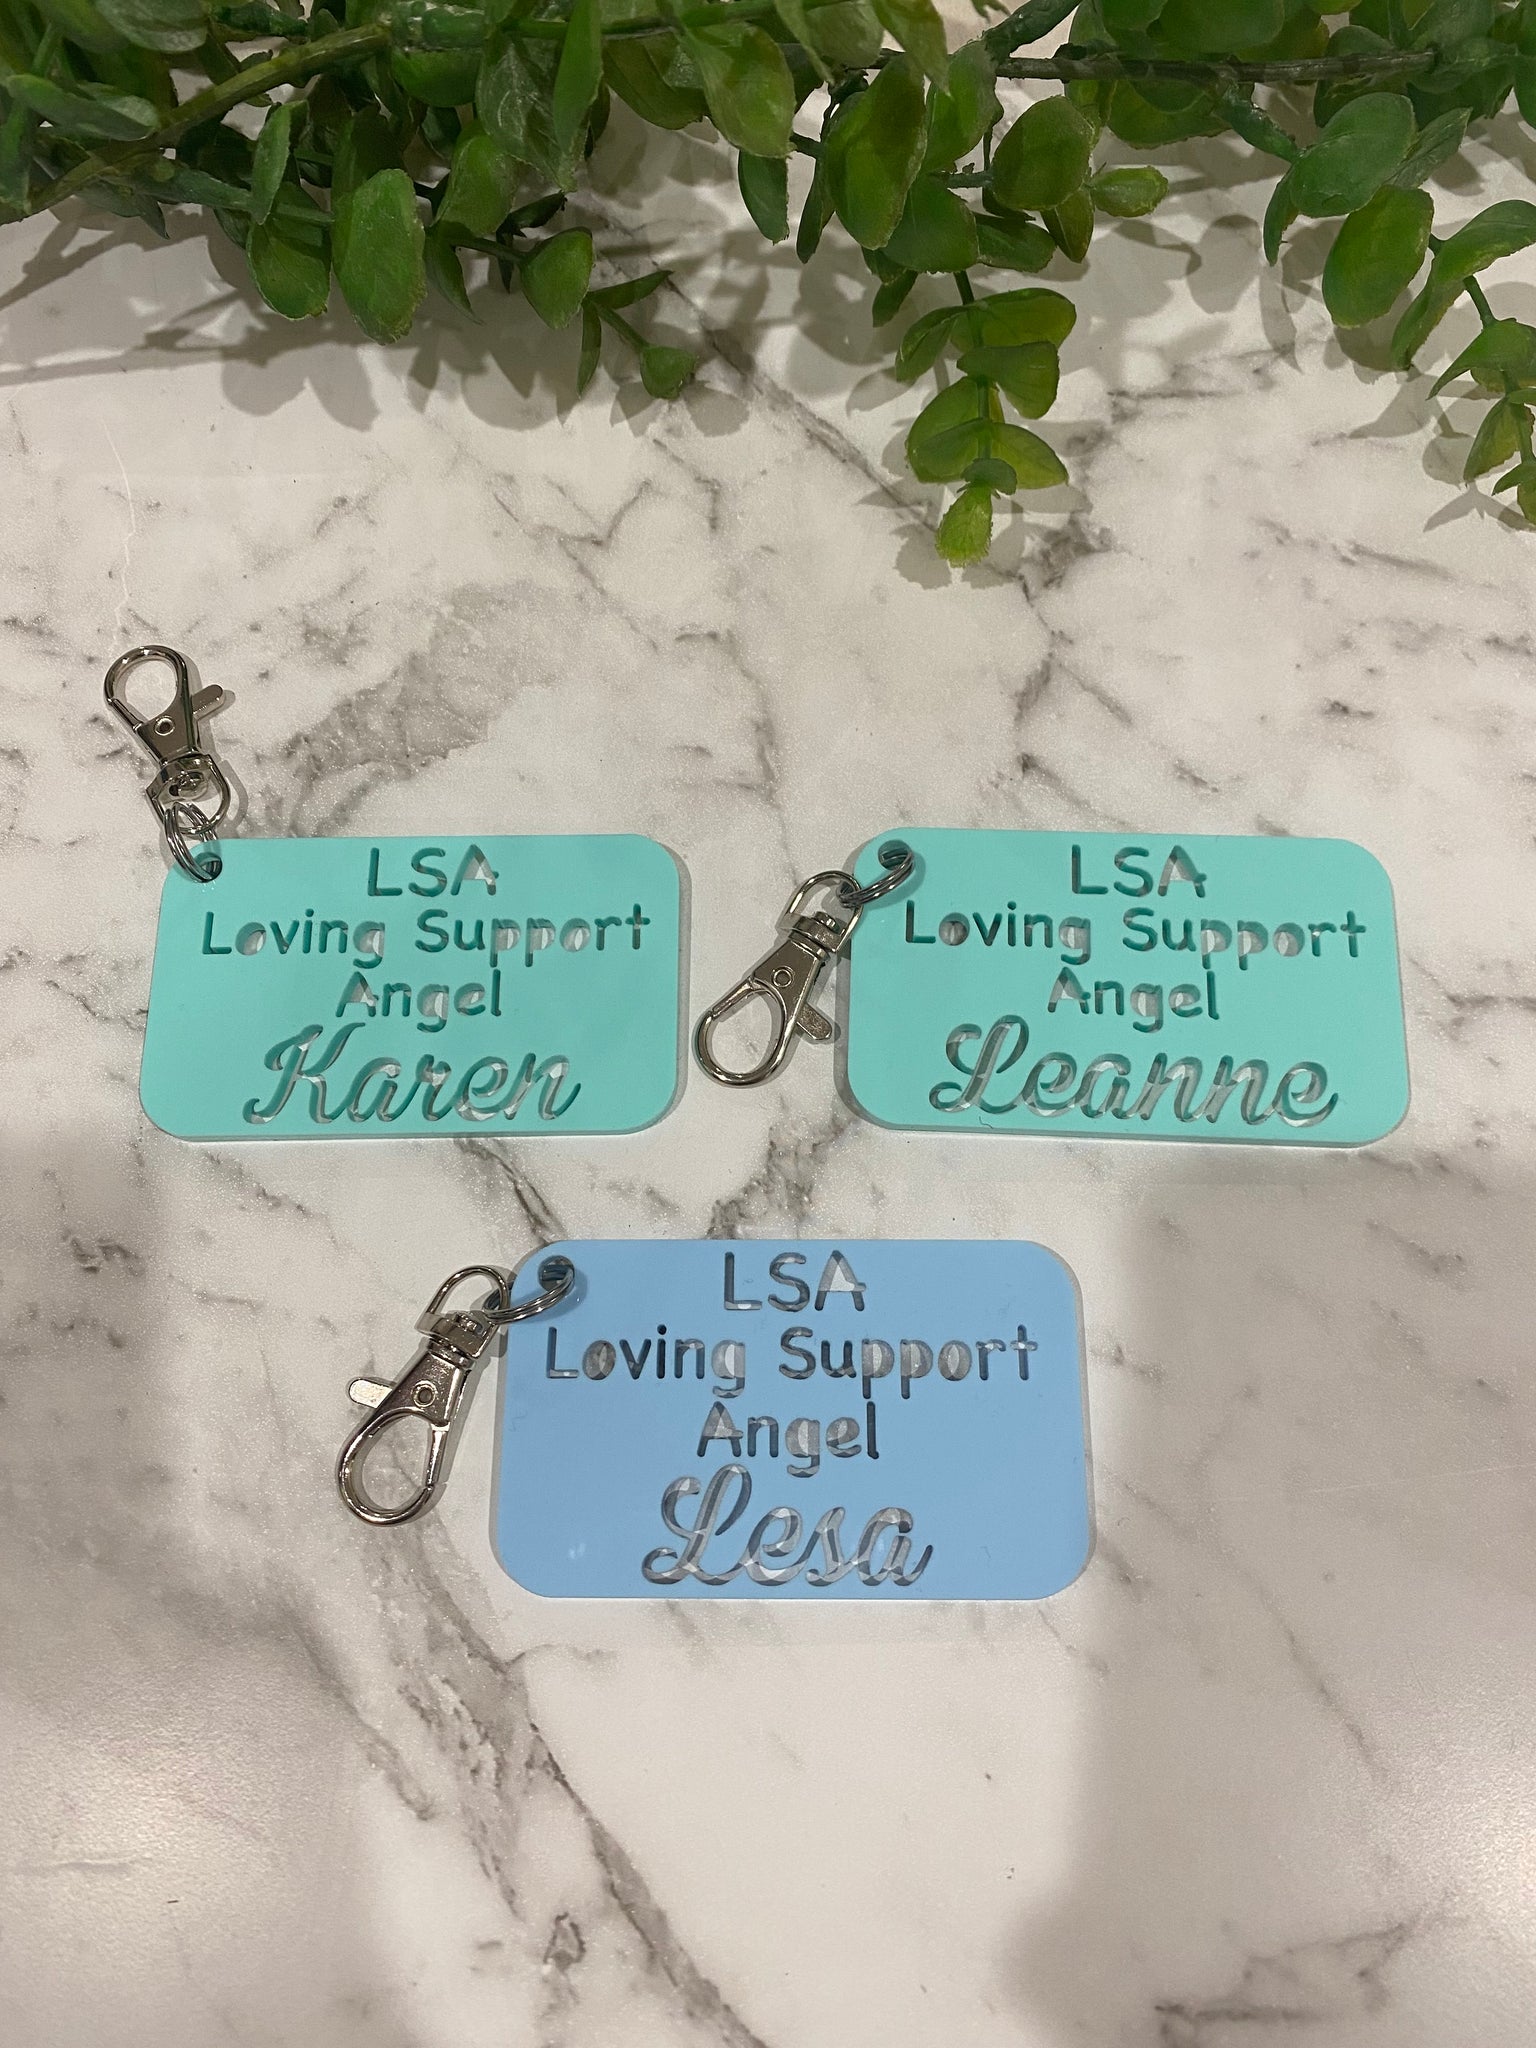 LSA
Loving Support
Angel
Karen
LSA
Loving Support
Angel
Leanne
LSA
Loving Support
Angel
Lesa